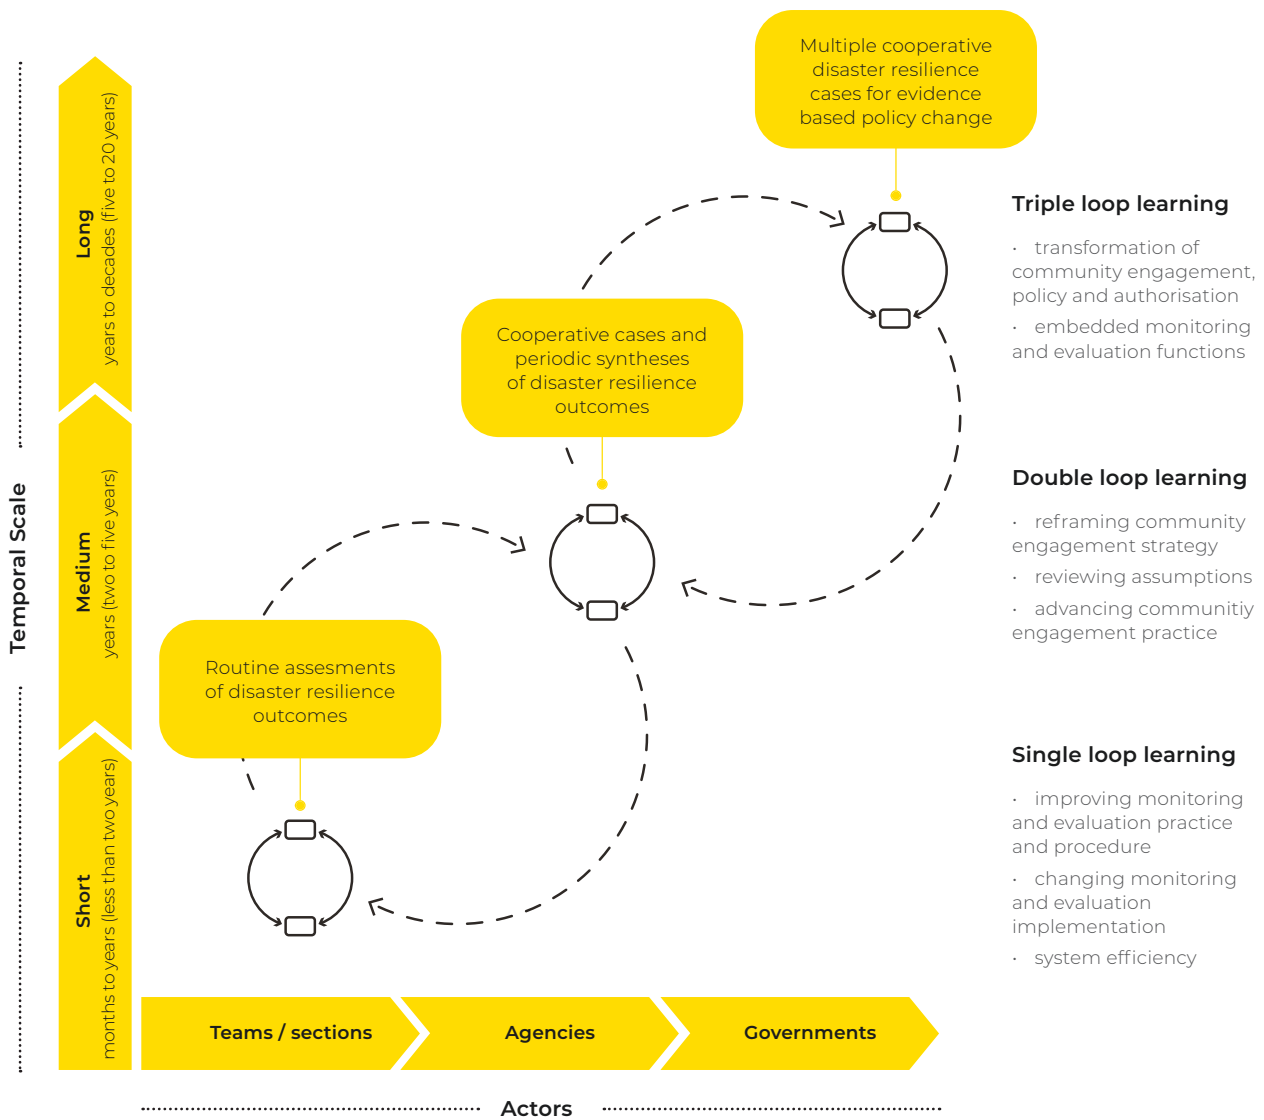 Multiple cooperative
disaster resilience
cases for evidence
based policy change
Cooperative cases and
periodic syntheses
of disaster resilience
outcomes
Routine assesments
of disaster resilience
outcomes
Triple loop learning
· transformation of
community engagement,
policy and authorisation
· embedded monitoring
and evaluation functions
Double loop learning
· reframing community
engagement strategy
· reviewing assumptions
· advancing communitiy
engagement practice
Single loop learning
· improving monitoring
and evaluation practice
and procedure
· changing monitoring
and evaluation
implementation
· system efficiency
Temporal Scale
Long
years to decades (five to 20 years)
Medium
years (two to five years)
Short
months to years (less than two years)
Teams / sections
Agencies
Governments
Actors